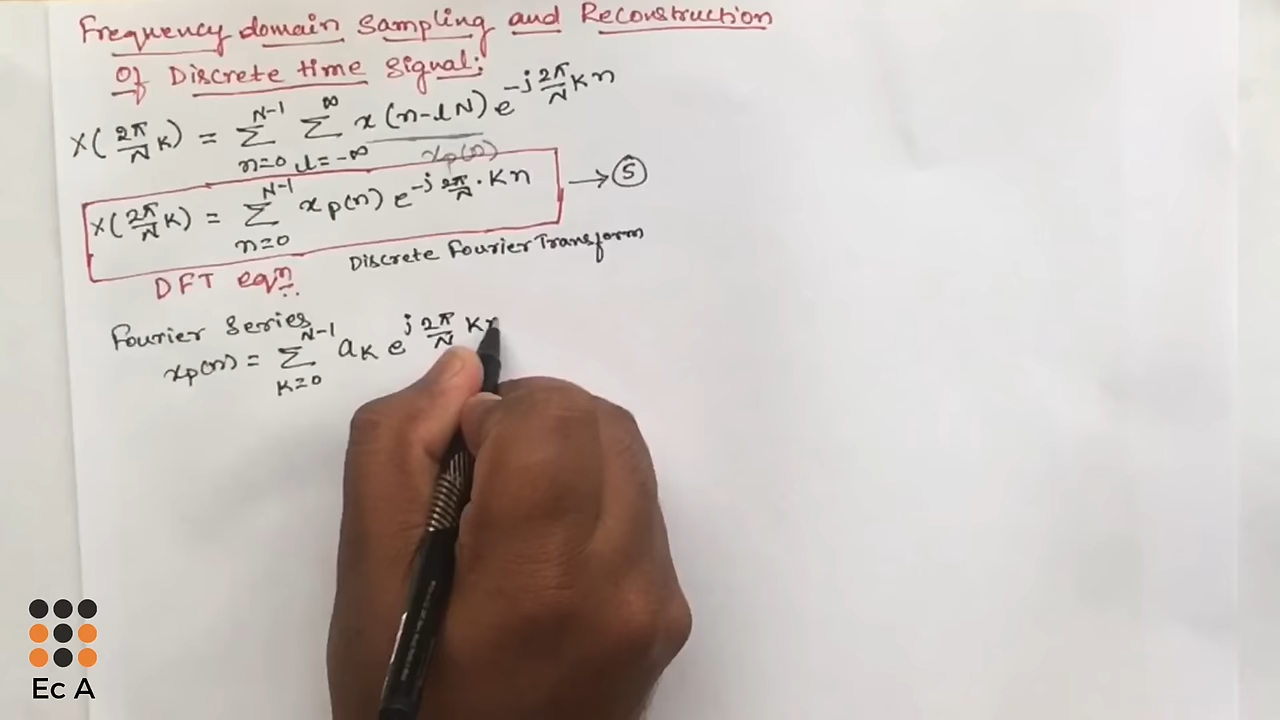 Frequency domain Sampling and Reconstruction
Of Discrete time Signal:
X(2π/N K) = Σ_{n=0}^{N-1} Σ_{l=-∞}^{∞} x(n-lN) e^{-j 2π/N Kn}
xp(n)
X(2π/N K) = Σ_{n=0}^{N-1} xp(n) e^{-j 2π/N · Kn} → 5
DFT eqn Discrete Fourier Transform
Fourier Series
xp(n) = Σ_{K=0}^{N-1} aK e^{j 2π/N Kn}
Ec A